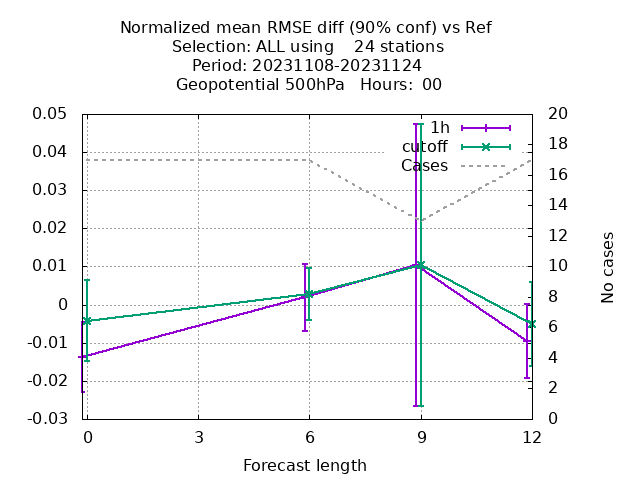 Normalized mean RMSE diff (90% conf) vs Ref
Selection: ALL using    24 stations
Period: 20231108-20231124
Geopotential 500hPa   Hours:  00
1h
cutoff
Cases
0.05
0.04
0.03
0.02
0.01
0
-0.01
-0.02
-0.03
20
18
16
14
12
10
8
6
4
2
0
No cases
0
3
6
9
12
Forecast length